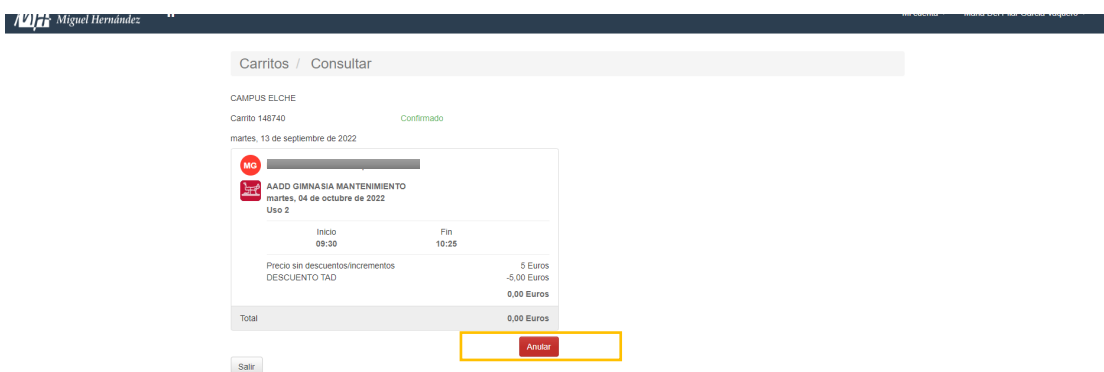 Miguel Hernández
Carritos / Consultar
CAMPUS ELCHE
Carrito 148740 Confirmado
martes, 13 de septiembre de 2022
MG
AADD GIMNASIA MANTENIMIENTO
martes, 04 de octubre de 2022
Uso 2
Inicio Fin
09:30 10:25
Precio sin descuentos/incrementos 5 Euros
DESCUENTO TAD -5,00 Euros
0,00 Euros
Total 0,00 Euros
Anular
Salir